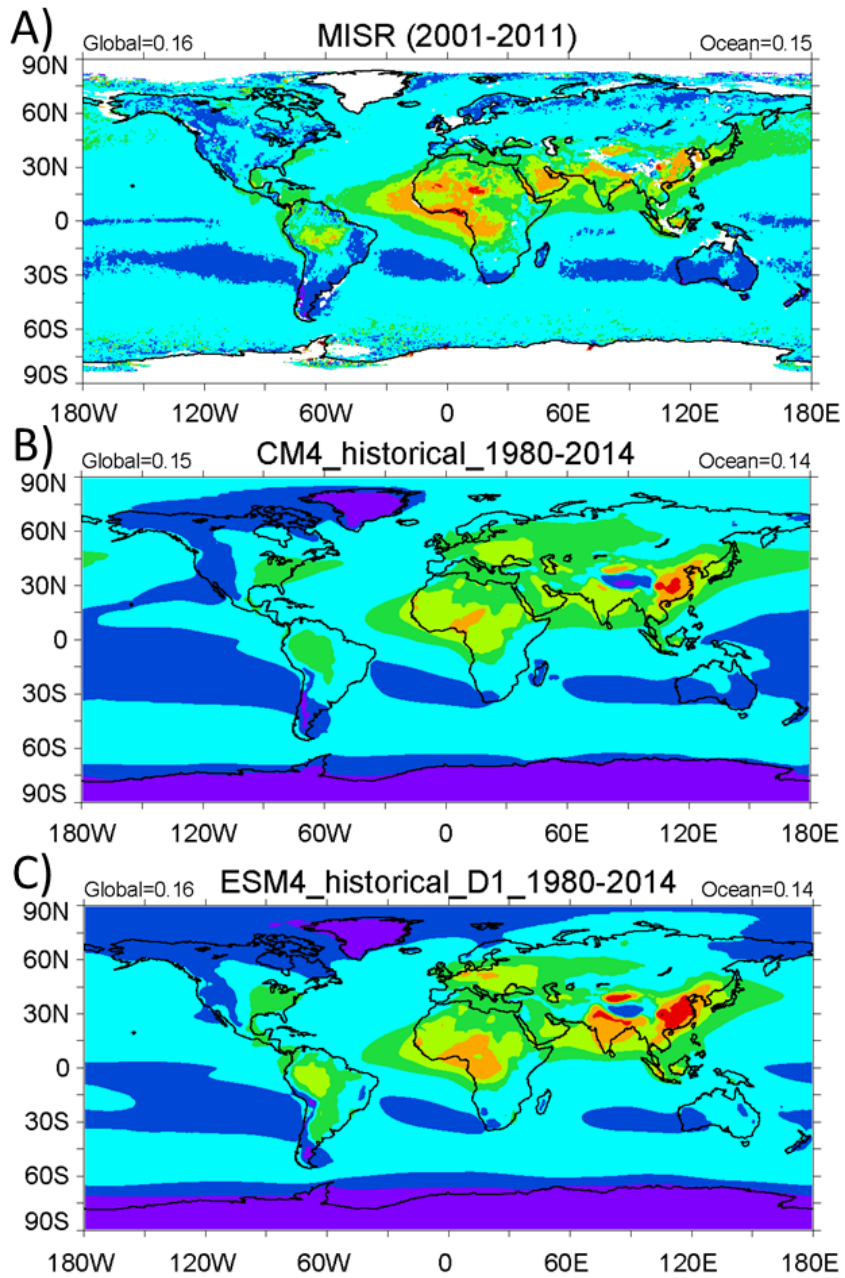 A)
Global=0.16 MISR (2001-2011) Ocean=0.15
90N
60N
30N
0
30S
60S
90S
180W 120W 60W 0 60E 120E 180E
B)
Global=0.15 CM4_historical_1980-2014 Ocean=0.14
90N
60N
30N
0
30S
60S
90S
180W 120W 60W 0 60E 120E 180E
C)
Global=0.16 ESM4_historical_D1_1980-2014 Ocean=0.14
90N
60N
30N
0
30S
60S
90S
180W 120W 60W 0 60E 120E 180E